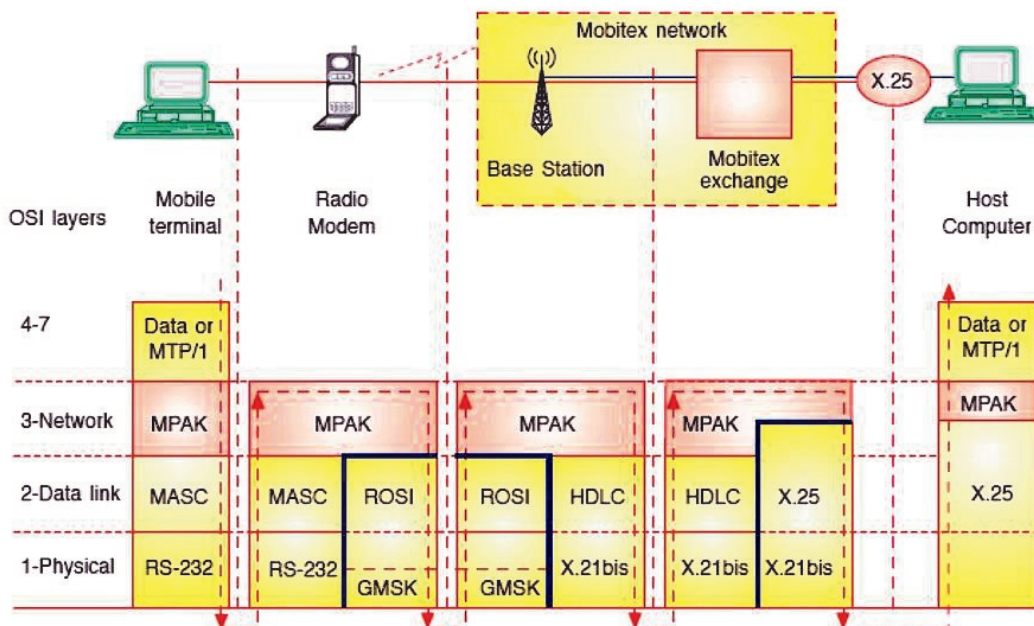 Mobitex network
X.25
Base Station
Mobitex
exchange
OSI layers
Mobile
terminal
Radio
Modem
Host
Computer
4-7
Data or
MTP/1
Data or
MTP/1
3-Network
MPAK
MPAK
MPAK
MPAK
MPAK
2-Data link
MASC
MASC
ROSI
ROSI
HDLC
HDLC
X.25
X.25
1-Physical
RS-232
RS-232
GMSK
GMSK
X.21bis
X.21bis
X.21bis